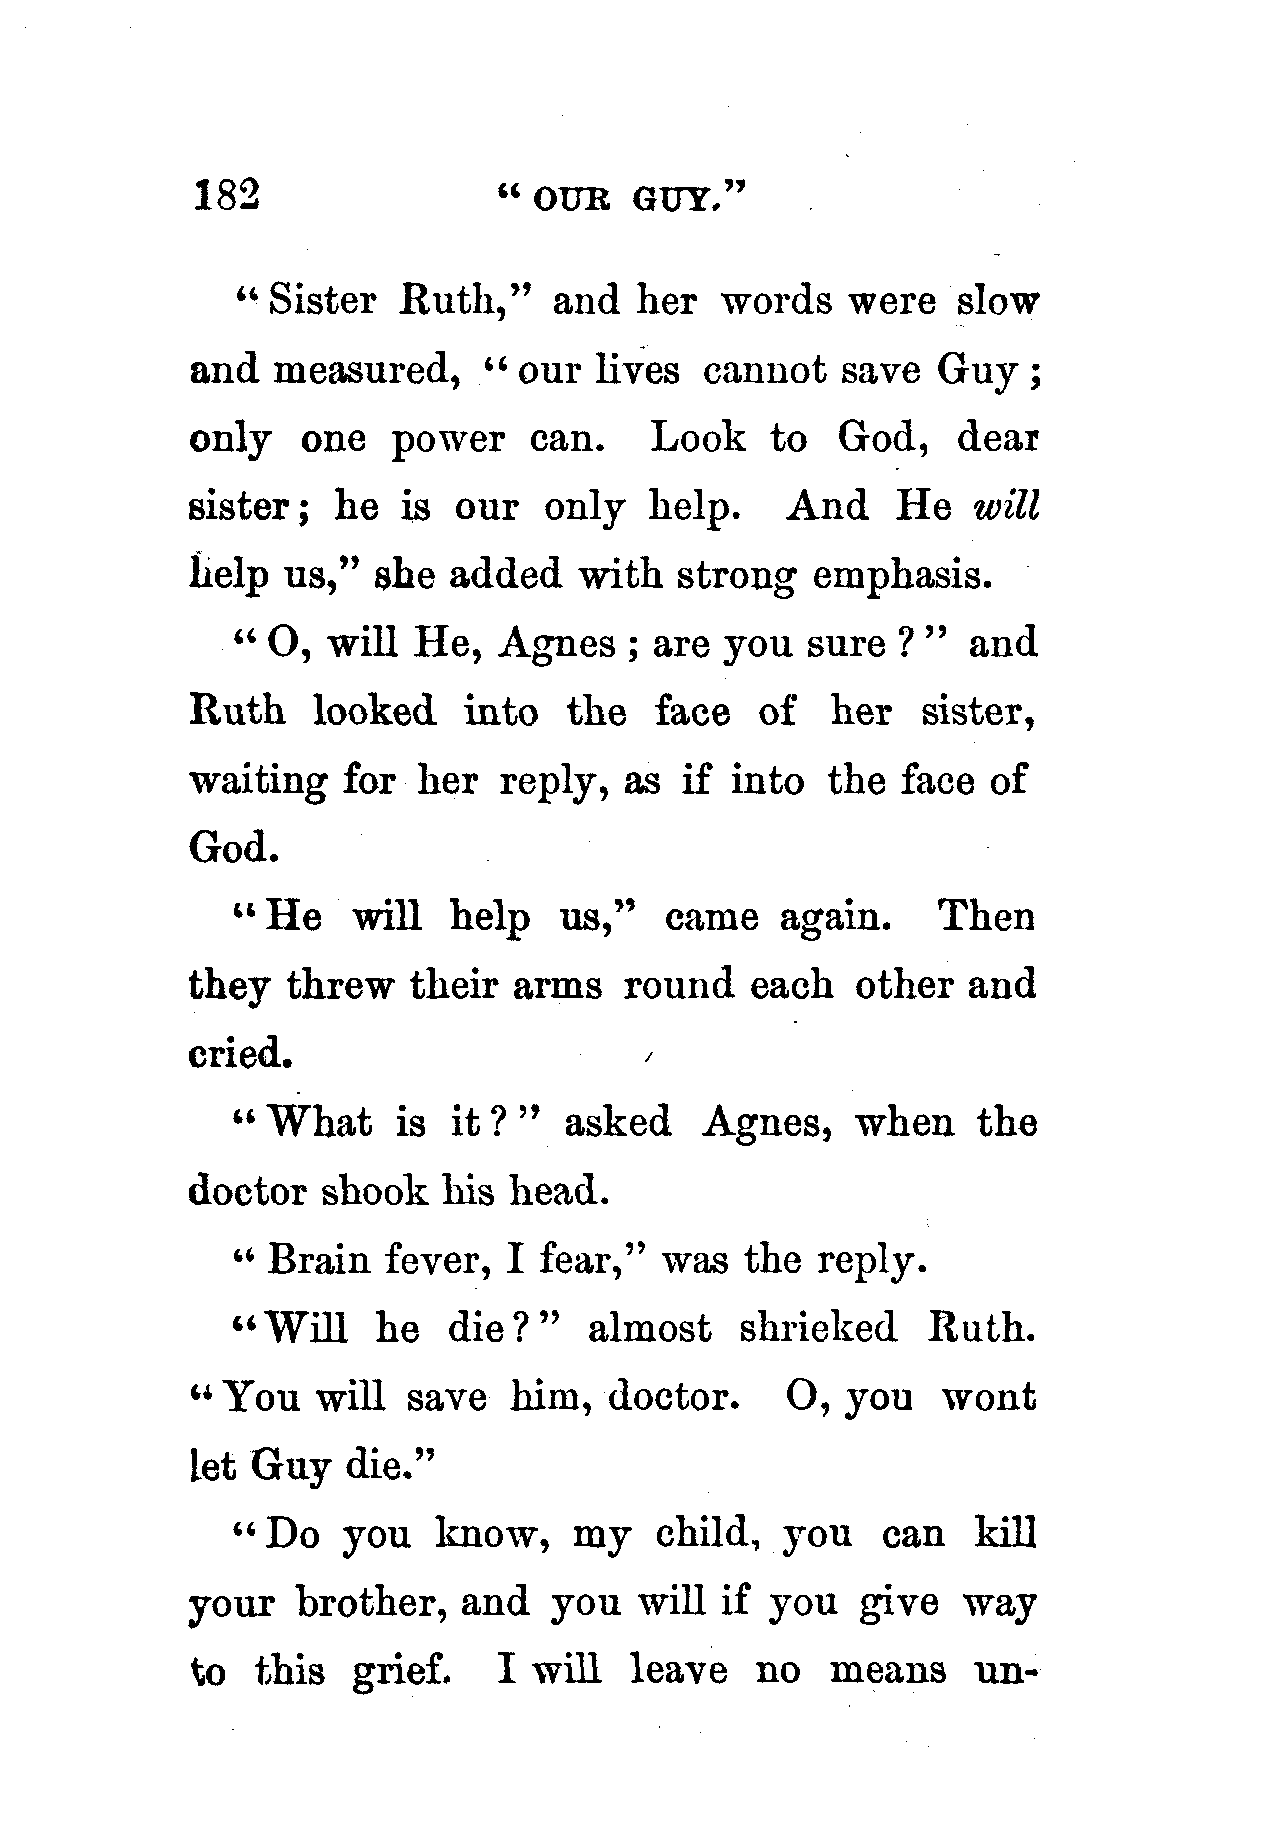 182 “ OUR GUY.”
“ Sister Ruth,” and her words were slow
and measured, “ our lives cannot save Guy ;
only one power can. Look to God, dear
sister ; he is our only help. And He will
help us,” she added with strong emphasis.
“ O, will He, Agnes ; are you sure ? ” and
Ruth looked into the face of her sister,
waiting for her reply, as if into the face of
God.
“ He will help us,” came again. Then
they threw their arms round each other and
cried.
“ What is it ? ” asked Agnes, when the
doctor shook his head.
“ Brain fever, I fear,” was the reply.
“ Will he die ? ” almost shrieked Ruth.
“ You will save him, doctor. O, you wont
let Guy die.”
“ Do you know, my child, you can kill
your brother, and you will if you give way
to this grief. I will leave no means un-